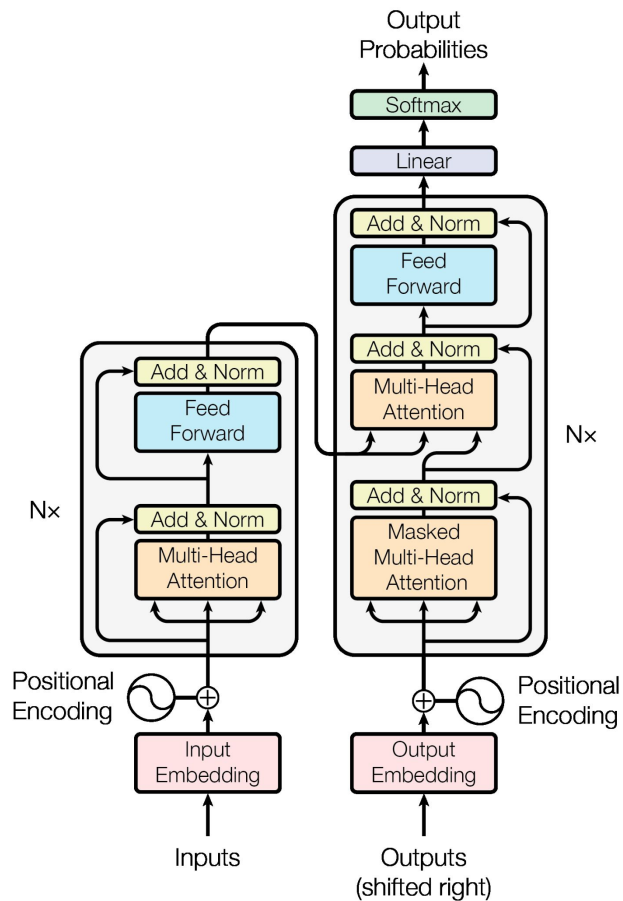 Output
Probabilities
Softmax
Linear
Add & Norm
Feed
Forward
Add & Norm
Multi-Head
Attention
N×
Add & Norm
Masked
Multi-Head
Attention
Add & Norm
Feed
Forward
N×
Add & Norm
Multi-Head
Attention
Positional
Encoding
Positional
Encoding
Input
Embedding
Output
Embedding
Inputs
Outputs
(shifted right)